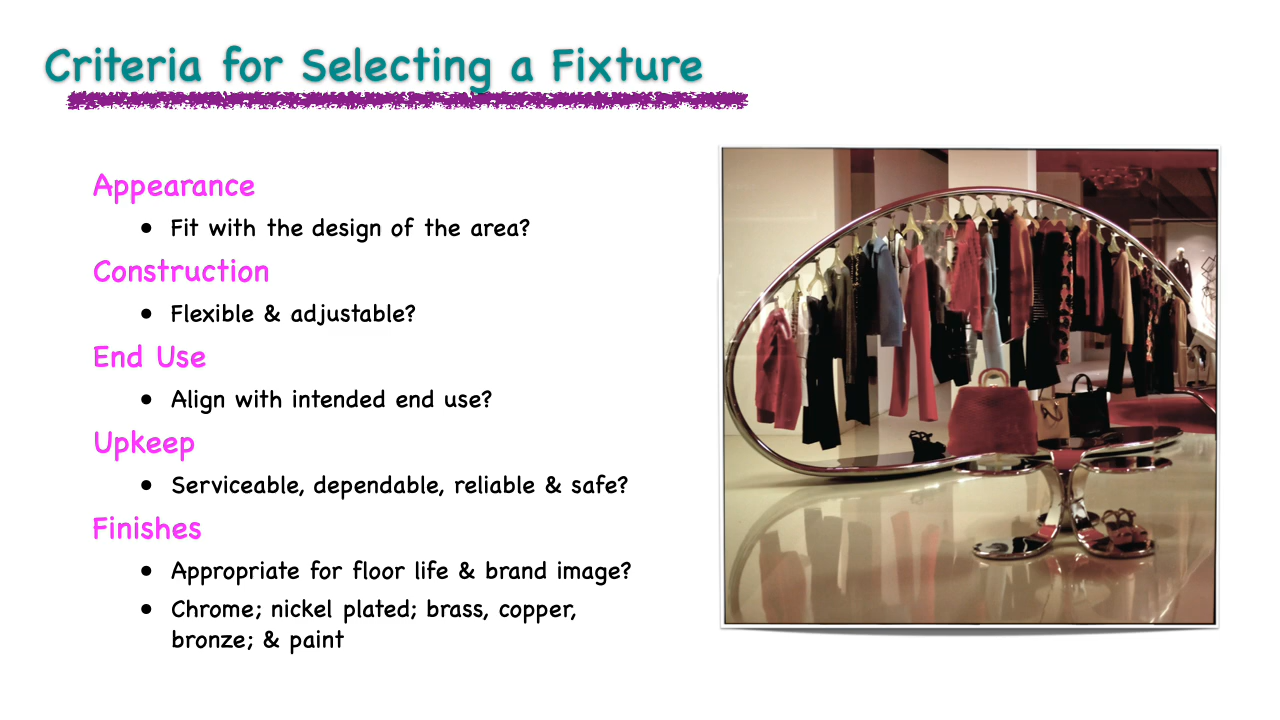 Criteria for Selecting a Fixture
Appearance
• Fit with the design of the area?
Construction
• Flexible & adjustable?
End Use
• Align with intended end use?
Upkeep
• Serviceable, dependable, reliable & safe?
Finishes
• Appropriate for floor life & brand image?
• Chrome; nickel plated; brass, copper,
bronze; & paint